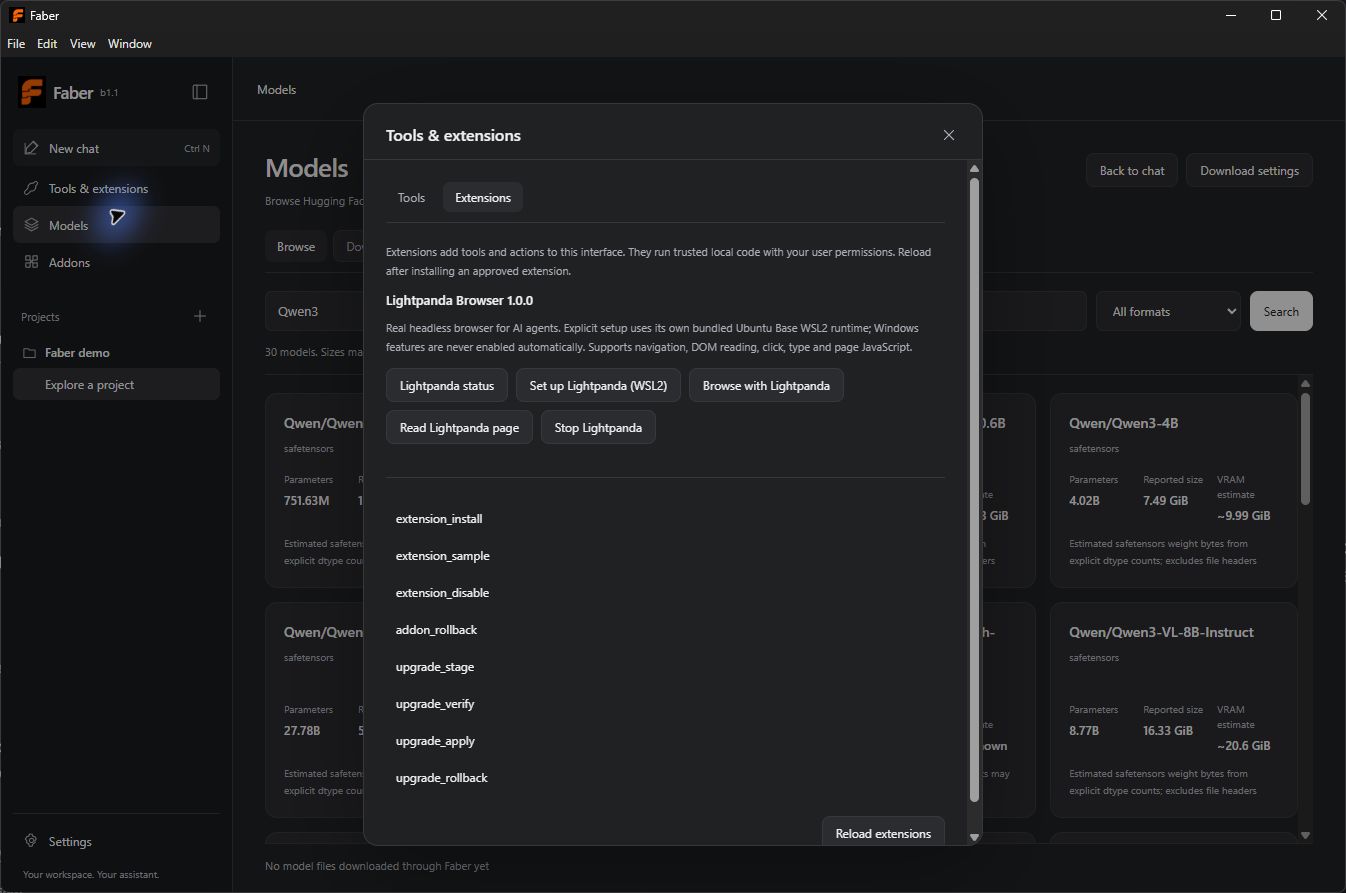 Faber
File Edit View Window
Faber b1.1
New chat Ctrl N
Tools & extensions
Models
Addons
Projects
Faber demo
Explore a project
Settings
Your workspace. Your assistant.
Models
Models
Browse Hugging
Back to chat
Download settings
Browse
Qwen3
All formats
Search
30 models. Sizes
Tools & extensions
Tools
Extensions
Extensions add tools and actions to this interface. They run trusted local code with your user permissions. Reload
after installing an approved extension.
Lightpanda Browser 1.0.0
Real headless browser for AI agents. Explicit setup uses its own bundled Ubuntu Base WSL2 runtime; Windows
features are never enabled automatically. Supports navigation, DOM reading, click, type and page JavaScript.
Lightpanda status
Set up Lightpanda (WSL2)
Browse with Lightpanda
Read Lightpanda page
Stop Lightpanda
extension_install
extension_sample
extension_disable
addon_rollback
upgrade_stage
upgrade_verify
upgrade_apply
upgrade_rollback
Reload extensions
safetensors
Parameters
751.63M
Estimated
explicit dtype
0.6B
GiB
Qwen/Qwen3-4B
safetensors
Parameters Reported size VRAM
estimate
4.02B 7.49 GiB ~9.99 GiB
Estimated safetensors weight bytes from
explicit dtype counts; excludes file headers
safetensors
Parameters
27.78B
Estimated
explicit dtype
may
Qwen/Qwen3-VL-8B-Instruct
safetensors
Parameters Reported size VRAM
estimate
8.77B 16.33 GiB ~20.6 GiB
Estimated safetensors weight bytes from
explicit dtype counts; excludes file headers
No model files downloaded through Faber yet